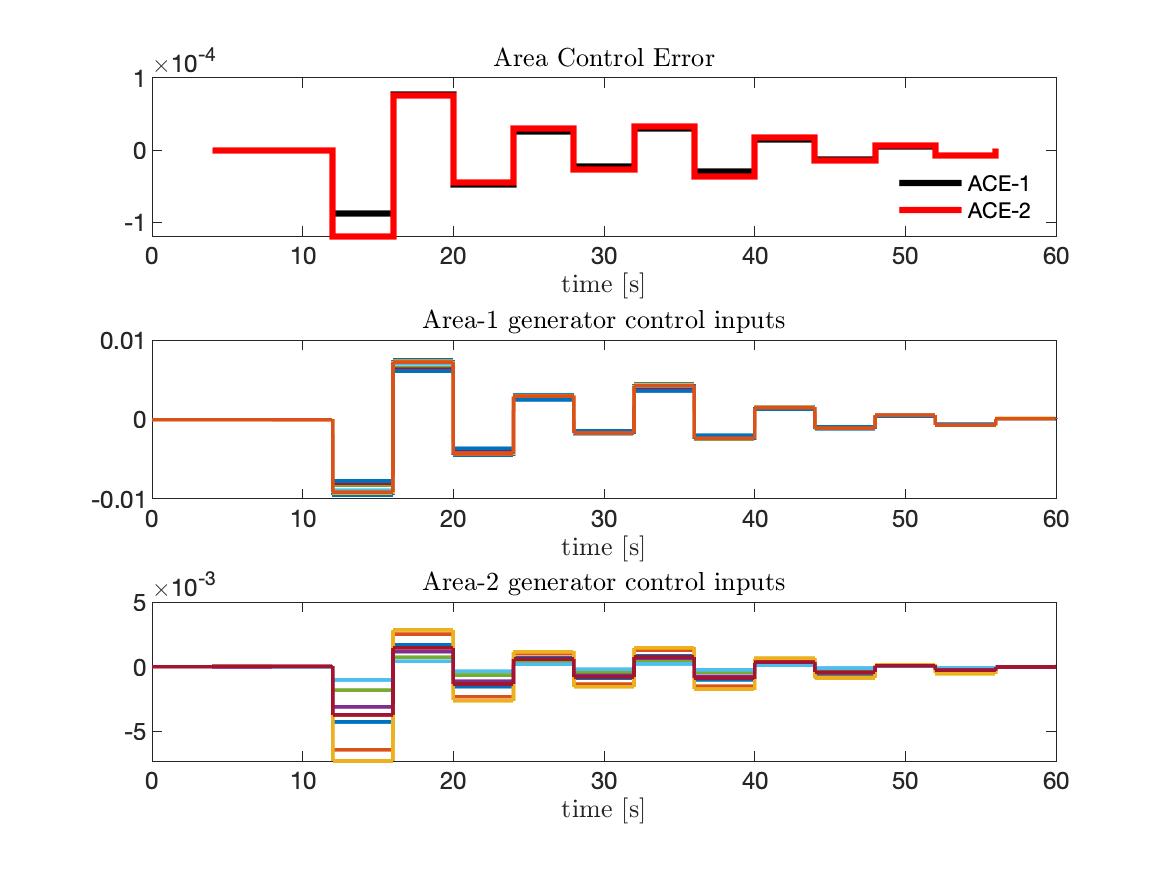 Area Control Error
×10-4
1
0
-1
ACE-1
ACE-2
0 10 20 30 40 50 60
time [s]
Area-1 generator control inputs
0.01
0
-0.01
0 10 20 30 40 50 60
time [s]
Area-2 generator control inputs
×10-3
5
0
-5
0 10 20 30 40 50 60
time [s]